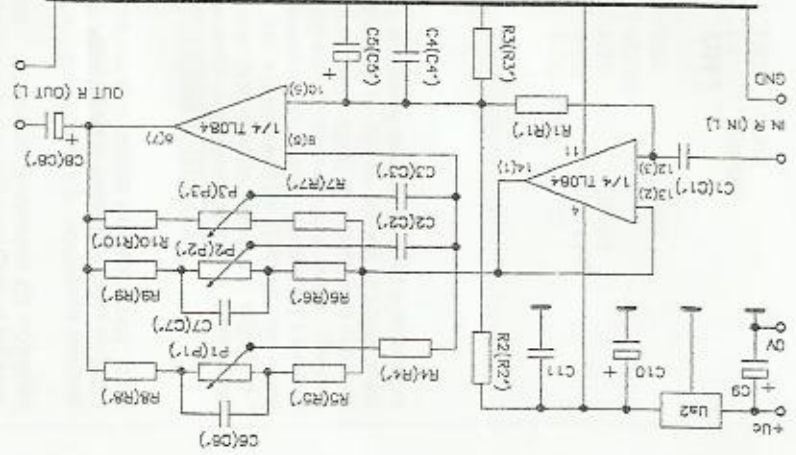 C6(C6')
+Uc
+
C9
Us2
+
C10
C11
R2(R2')
R5(R5')
P1(P1')
R8(R8')
0V
R4(R4')
C7(C7')
R6(R6')
P2(P2')
R9(R9')
C2(C2')
R10(R10')
4
13(2)
1/4 TL084
14(1)
12(3)
C3(C3')
R7(R7')
P3(P3')
C1(C1')
11
9(6)
1/4 TL084
8(7)
+
C8(C8')
IN R (IN L)
R1(R1')
10(5)
OUT R (OUT L)
GND
R3(R3')
C4(C4')
+
C5(C5')